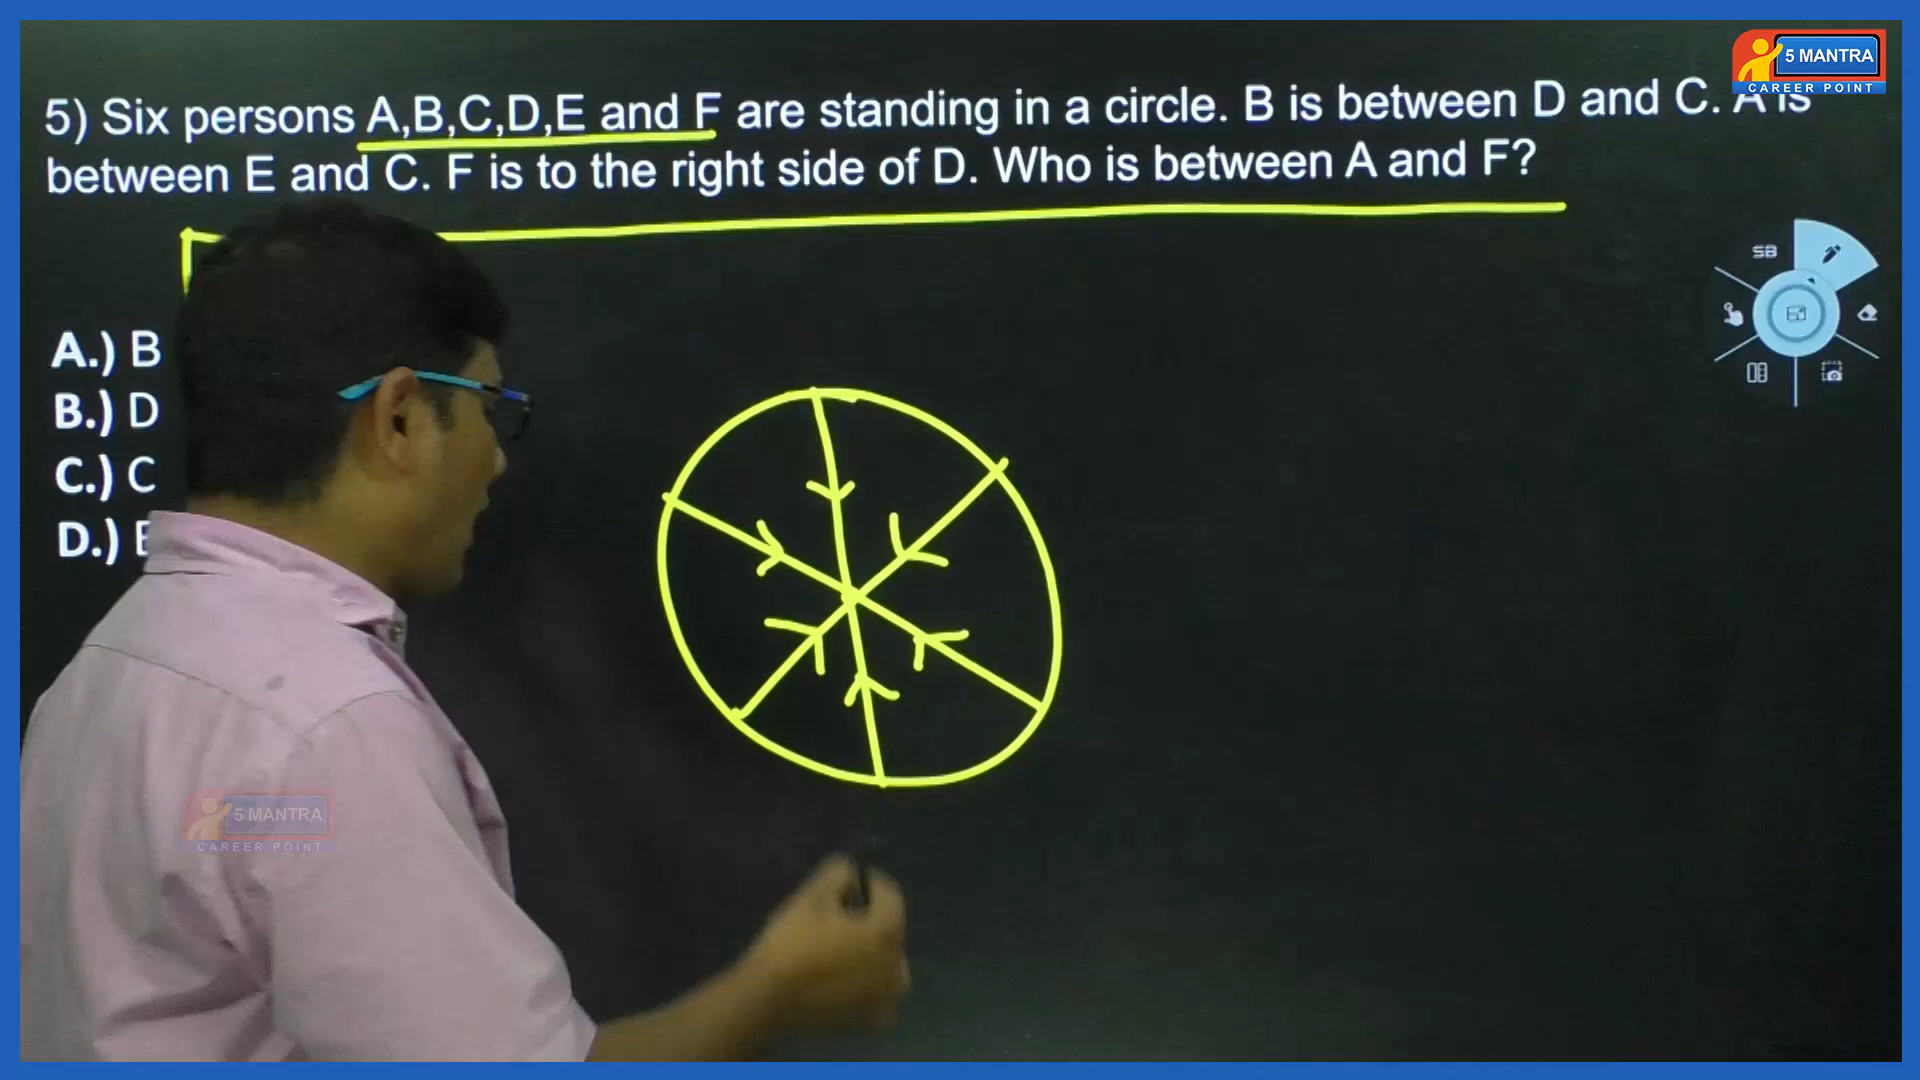 5 MANTRA
CAREER POINT
5) Six persons A,B,C,D,E and F are standing in a circle. B is between D and C. A is
between E and C. F is to the right side of D. Who is between A and F?
SB
A.) B
B.) D
C.) C
D.) E
5 MANTRA
CAREER POINT